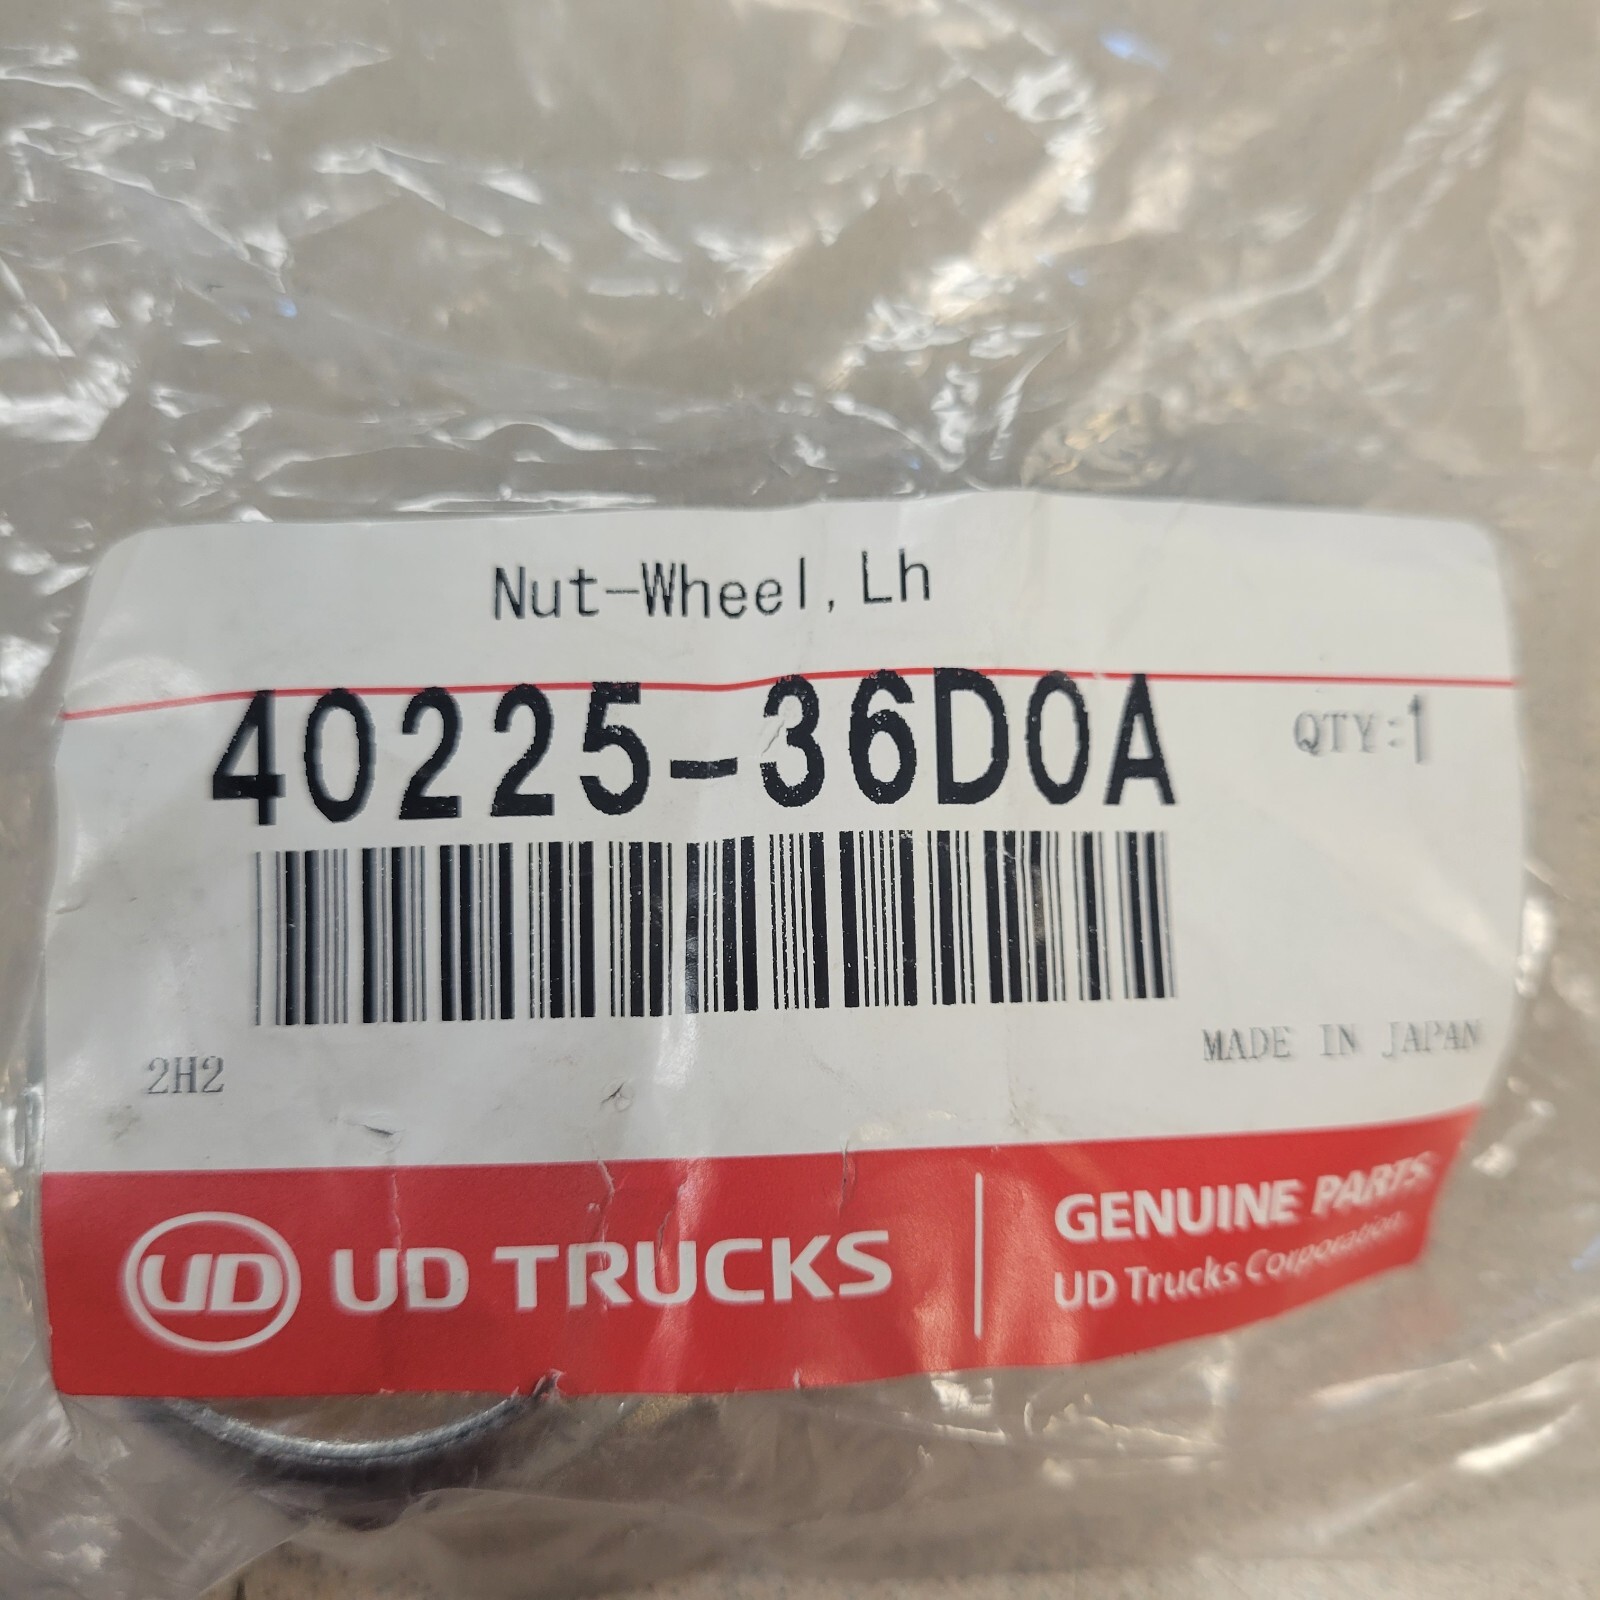 Nut-Wheel, Lh
40225-36D0A
QTY:1
2H2
MADE IN JAPAN
UD UD TRUCKS
GENUINE PARTS
UD Trucks Corporation